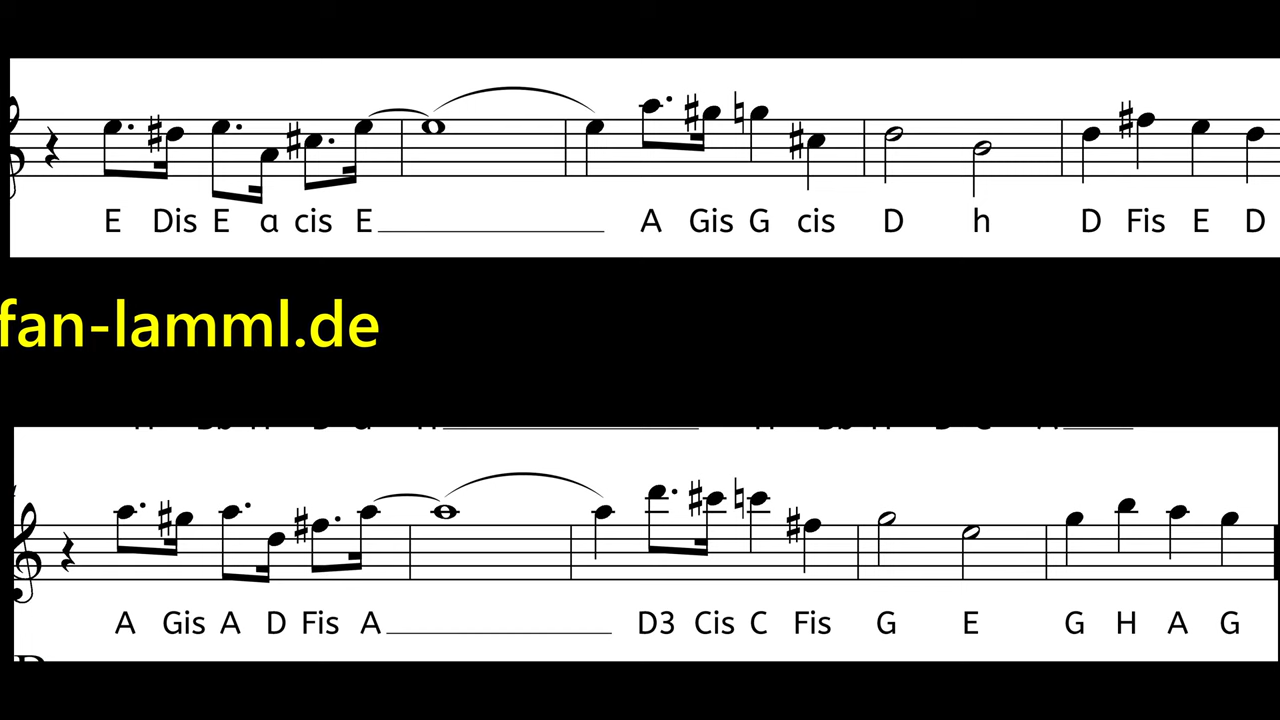 E Dis E a cis E A Gis G cis D h D Fis E D
fan-lamml.de
A Gis A D Fis A D3 Cis C Fis G E G H A G